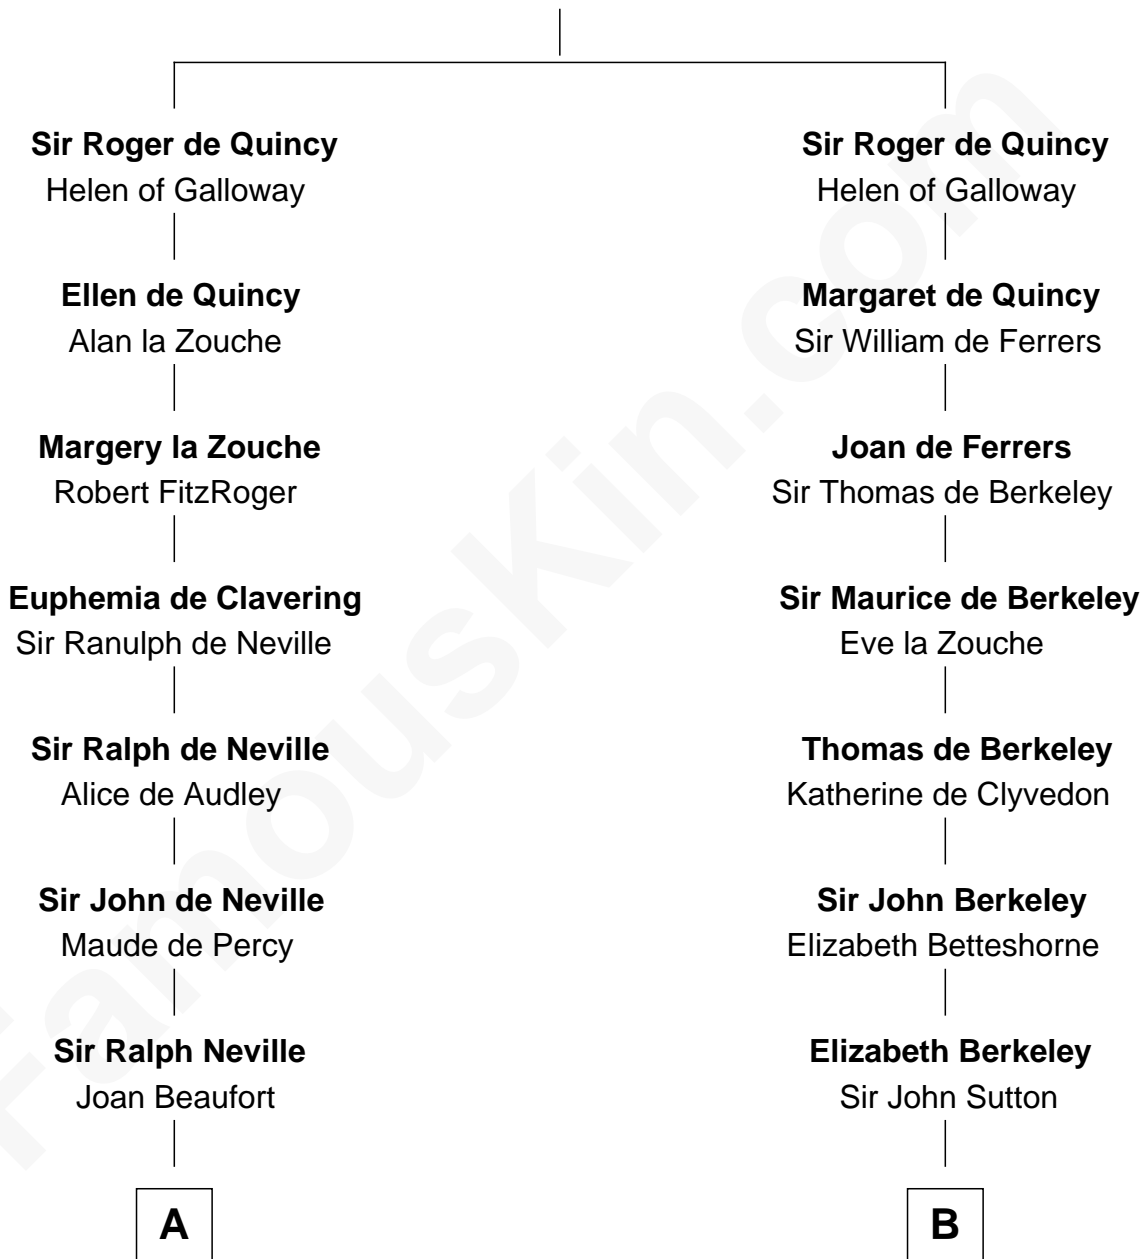 Sir Roger de Quincy
Helen of Galloway
Ellen de Quincy
Alan la Zouche
Margery la Zouche
Robert FitzRoger
Euphemia de Clavering
Sir Ranulph de Neville
Sir Ralph de Neville
Alice de Audley
Sir John de Neville
Maude de Percy
Sir Ralph Neville
Joan Beaufort
A
Sir Roger de Quincy
Helen of Galloway
Margaret de Quincy
Sir William de Ferrers
Joan de Ferrers
Sir Thomas de Berkeley
Sir Maurice de Berkeley
Eve la Zouche
Thomas de Berkeley
Katherine de Clyvedon
Sir John Berkeley
Elizabeth Betteshorne
Elizabeth Berkeley
Sir John Sutton
B
FamousKin.com